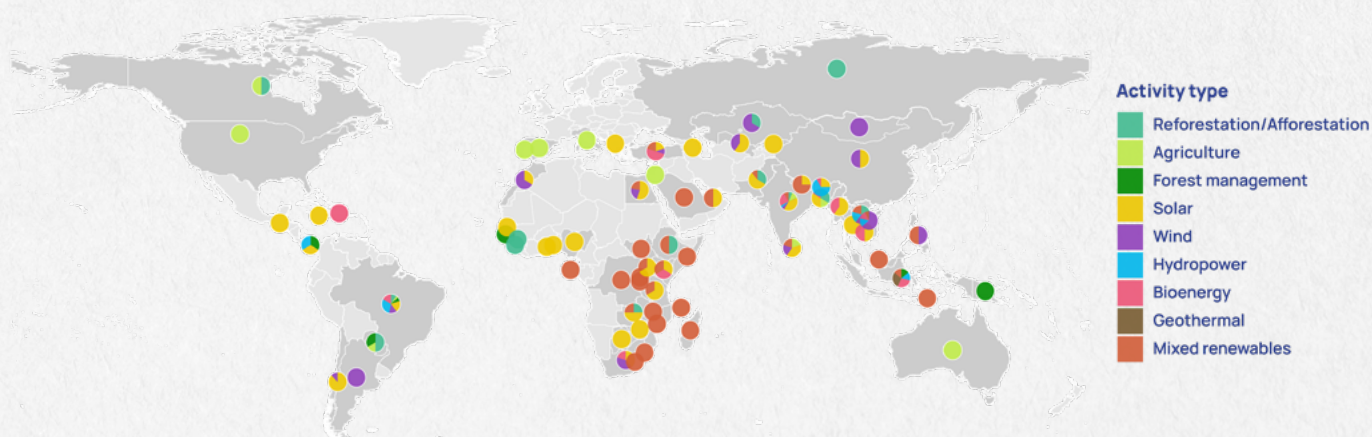 Activity type
Reforestation/Afforestation
Agriculture
Forest management
Solar
Wind
Hydropower
Bioenergy
Geothermal
Mixed renewables